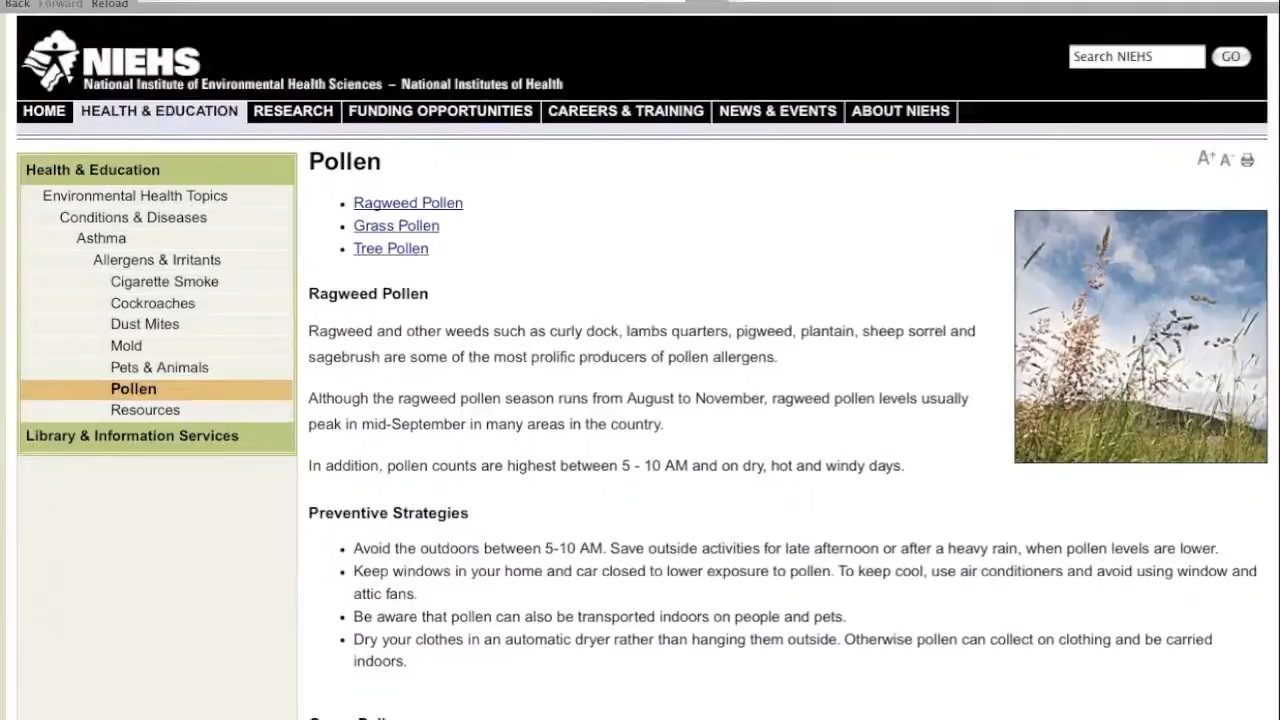 Back Forward Reload
NIEHS
National Institute of Environmental Health Sciences – National Institutes of Health
Search NIEHS GO
HOME HEALTH & EDUCATION RESEARCH FUNDING OPPORTUNITIES CAREERS & TRAINING NEWS & EVENTS ABOUT NIEHS
Health & Education
Environmental Health Topics
Conditions & Diseases
Asthma
Allergens & Irritants
Cigarette Smoke
Cockroaches
Dust Mites
Mold
Pets & Animals
Pollen
Resources
Library & Information Services
Pollen
A+ A-
• Ragweed Pollen
• Grass Pollen
• Tree Pollen
Ragweed Pollen
Ragweed and other weeds such as curly dock, lambs quarters, pigweed, plantain, sheep sorrel and
sagebrush are some of the most prolific producers of pollen allergens.
Although the ragweed pollen season runs from August to November, ragweed pollen levels usually
peak in mid-September in many areas in the country.
In addition, pollen counts are highest between 5 - 10 AM and on dry, hot and windy days.
Preventive Strategies
• Avoid the outdoors between 5-10 AM. Save outside activities for late afternoon or after a heavy rain, when pollen levels are lower.
• Keep windows in your home and car closed to lower exposure to pollen. To keep cool, use air conditioners and avoid using window and
attic fans.
• Be aware that pollen can also be transported indoors on people and pets.
• Dry your clothes in an automatic dryer rather than hanging them outside. Otherwise pollen can collect on clothing and be carried
indoors.